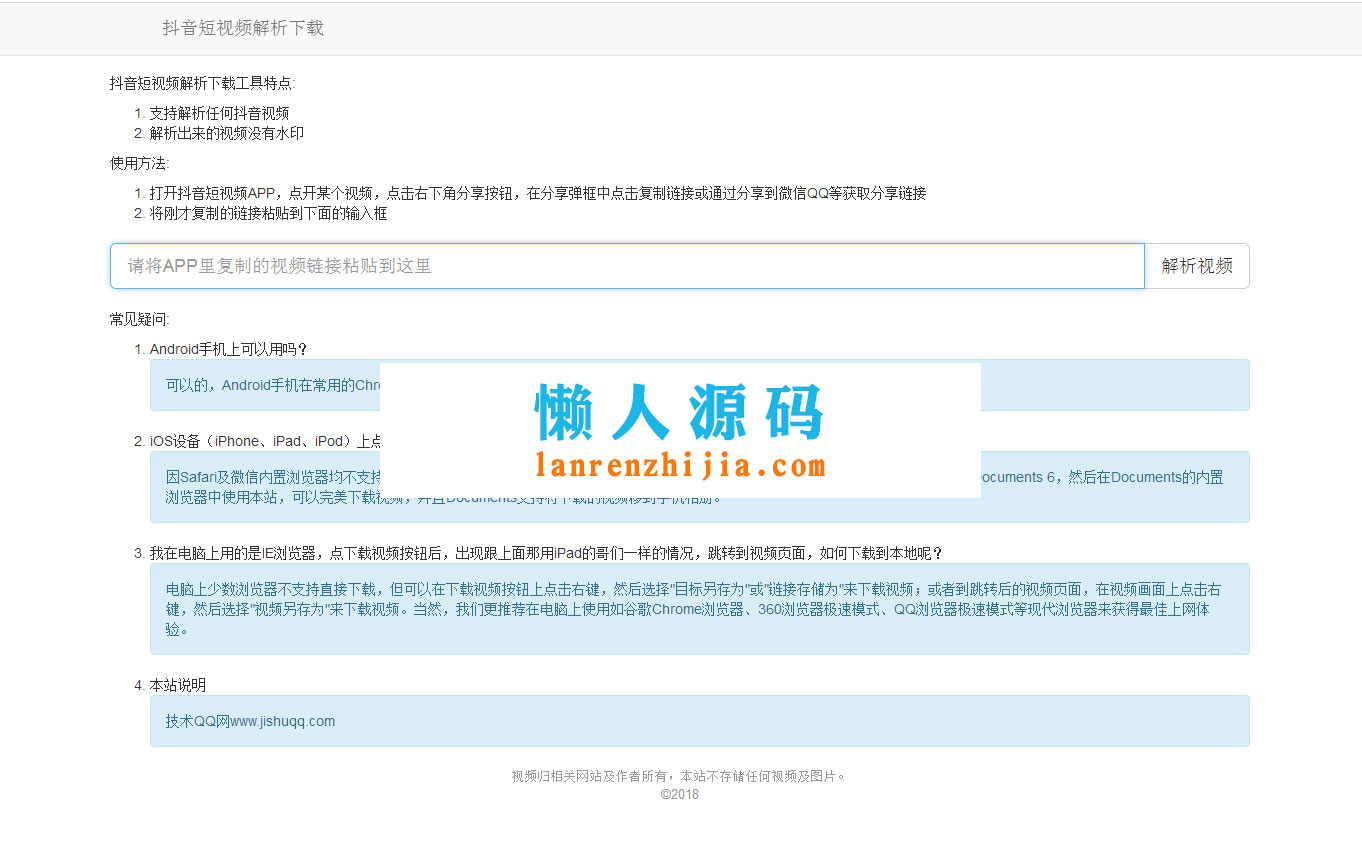 抖音短视频解析下载
抖音短视频解析下载工具特点:
1. 支持解析任何抖音视频
2. 解析出来的视频没有水印
使用方法:
1. 打开抖音短视频APP，点开某个视频，点击右下角分享按钮，在分享弹框中点击复制链接或通过分享到微信QQ等获取分享链接
2. 将刚才复制的链接粘贴到下面的输入框
请将APP里复制的视频链接粘贴到这里
解析视频
常见疑问:
1. Android手机上可以用吗？
可以的，Android手机在常用的Chr
懒人源码
lanrenzhijia.com
2. iOS设备（iPhone、iPad、iPod）上点
因Safari及微信内置浏览器均不支持 ocuments 6，然后在Documents的内置
浏览器中使用本站，可以完美下载视频，并且Documents支持将下载的视频移到手机相册。
3. 我在电脑上用的是IE浏览器，点下载视频按钮后，出现跟上面那用iPad的哥们一样的情况，跳转到视频页面，如何下载到本地呢？
电脑上少数浏览器不支持直接下载，但可以在下载视频按钮上点击右键，然后选择"目标另存为"或"链接存储为"来下载视频；或者到跳转后的视频页面，在视频画面上点击右
键，然后选择"视频另存为"来下载视频。当然，我们更推荐在电脑上使用如谷歌Chrome浏览器、360浏览器极速模式、QQ浏览器极速模式等现代浏览器来获得最佳上网体
验。
4. 本站说明
技术QQ网www.jishuqq.com
视频归相关网站及作者所有，本站不存储任何视频及图片。
©2018